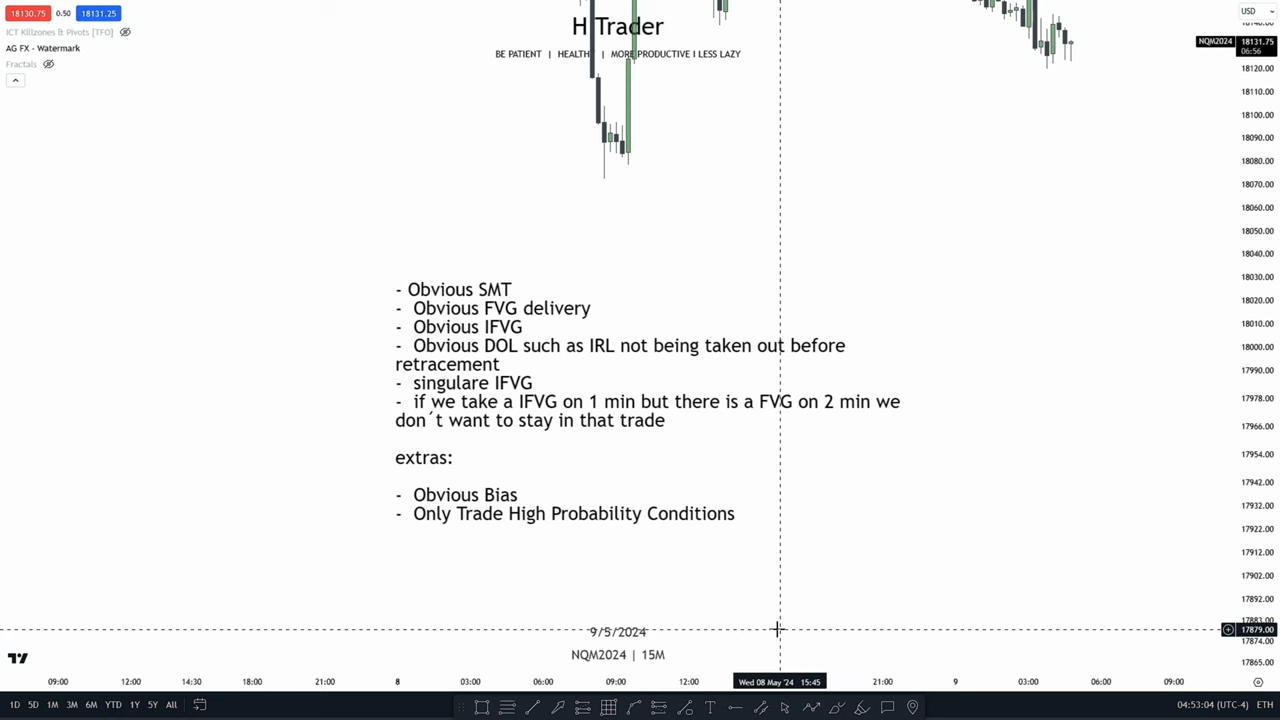 18130.75 0.50 18131.25
ICT Killzones & Pivots [TFO]
AG FX - Watermark
Fractals
H Trader
BE PATIENT | HEALTH | MORE PRODUCTIVE I LESS LAZY
USD
18140.00
NQM2024 18131.75
06:56
18120.00
18110.00
18100.00
18090.00
18080.00
18070.00
18060.00
18050.00
18040.00
18030.00
18020.00
18010.00
18000.00
17990.00
17978.00
17966.00
17954.00
17942.00
17932.00
17922.00
17912.00
17902.00
17892.00
17883.00
17879.00
17874.00
17865.00
- Obvious SMT
- Obvious FVG delivery
- Obvious IFVG
- Obvious DOL such as IRL not being taken out before
retracement
- singulare IFVG
- if we take a IFVG on 1 min but there is a FVG on 2 min we
don´t want to stay in that trade
extras:
- Obvious Bias
- Only Trade High Probability Conditions
9/5/2024
NQM2024 | 15M
09:00 12:00 14:30 18:00 21:00 8 03:00 06:00 09:00 12:00 Wed 08 May '24 15:45 21:00 9 03:00 06:00 09:00
1D 5D 1M 3M 6M YTD 1Y 5Y All
04:53:04 (UTC-4) ETH